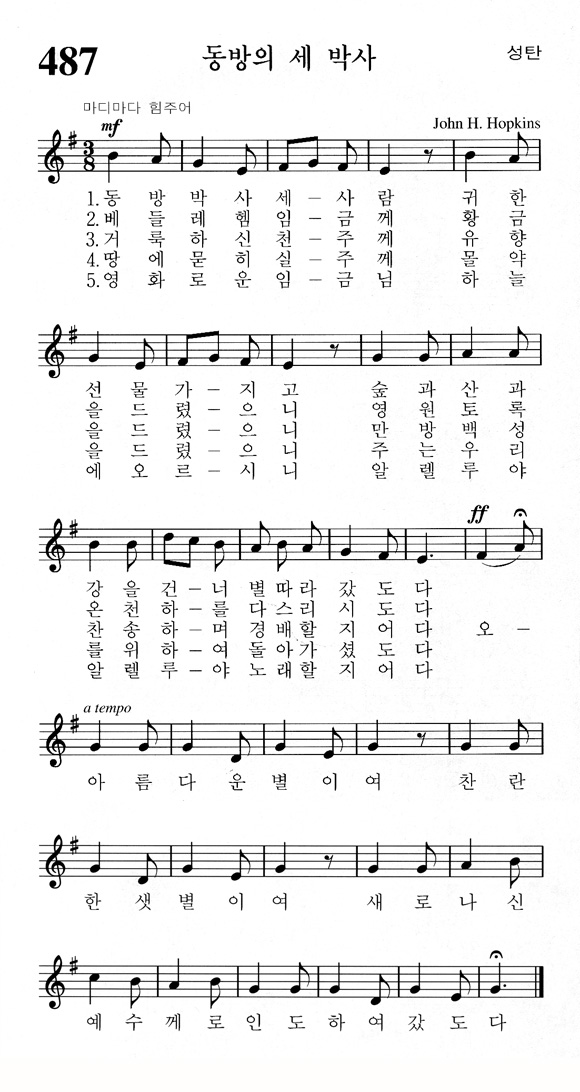 487 동방의 세 박사 성탄
마디마다 힘주어
mf
John H. Hopkins
1.동 방 박 사 세 – 사 람 귀 한
2.베 들 레 헴 임 – 금 께 황 금
3.거 룩 하 신 천 – 주 께 유 향
4.땅 에 묻 히 실 – 주 께 몰 약
5.영 화 로 운 임 – 금 님 하 늘
선 물 가 – 지 고 숲 과 산 과
을 드 렸 – 으 니 영 원 토 록
을 드 렸 – 으 니 만 방 백 성
을 드 렸 – 으 니 주 는 우 리
에 오 르 – 시 니 알 렐 루 야
ff
강 을 건 – 너 별 따 라 갔 도 다
온 천 하 – 를 다 스 리 시 도 다
찬 송 하 – 며 경 배 할 지 어 다 오 –
를 위 하 – 여 돌 아 가 셨 도 다
알 렐 루 – 야 노 래 할 지 어 다
a tempo
아 름 다 운 별 이 여 찬 란
한 샛 별 이 여 새 로 나 신
예 수 께 로 인 도 하 여 갔 도 다